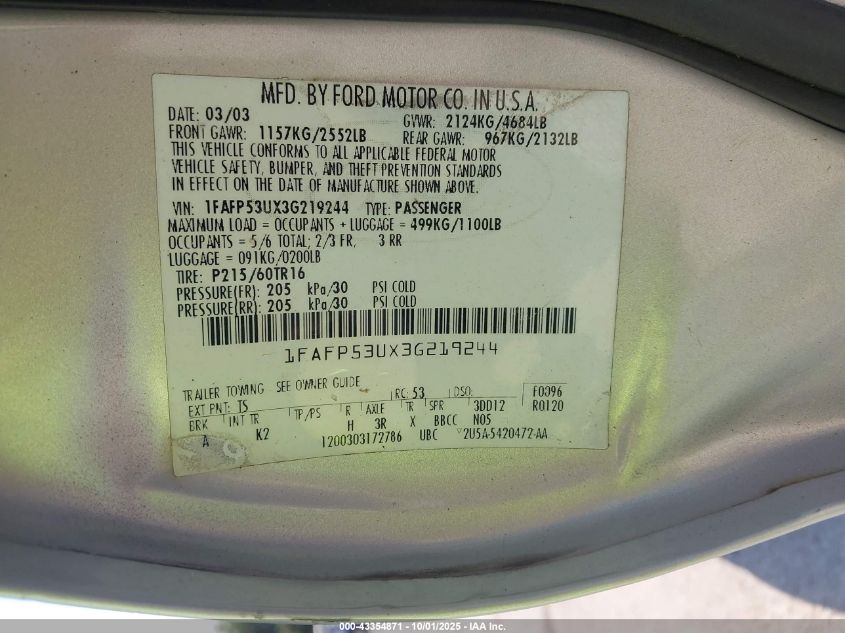 MFD. BY FORD MOTOR CO. IN U.S.A.
DATE: 03/03 GVWR: 2124KG/4684LB
FRONT GAWR: 1157KG/2552LB REAR GAWR: 967KG/2132LB
THIS VEHICLE CONFORMS TO ALL APPLICABLE FEDERAL MOTOR
VEHICLE SAFETY, BUMPER, AND THEFT PREVENTION STANDARDS
IN EFFECT ON THE DATE OF MANUFACTURE SHOWN ABOVE.
VIN: 1FAFP53UX3G219244 TYPE: PASSENGER
MAXIMUM LOAD = OCCUPANTS + LUGGAGE = 499KG/1100LB
OCCUPANTS = 5/6 TOTAL; 2/3 FR, 3 RR
LUGGAGE = 091KG/0200LB
TIRE: P215/60TR16
PRESSURE(FR): 205 kPa/30 PSI COLD
PRESSURE(RR): 205 kPa/30 PSI COLD
1FAFP53UX3G219244
TRAILER TOWING SEE OWNER GUIDE
EXT PNT: TS RC: 53 DSO: F0096
BRK INT TR TP/PS R AXLE TR SPR 3DD12 R0120
A K2 H 3R X BBCC NOS
1200303172786 UBC 2U5A-5420472-AA
000-43354871 - 10/01/2025 - IAA Inc.